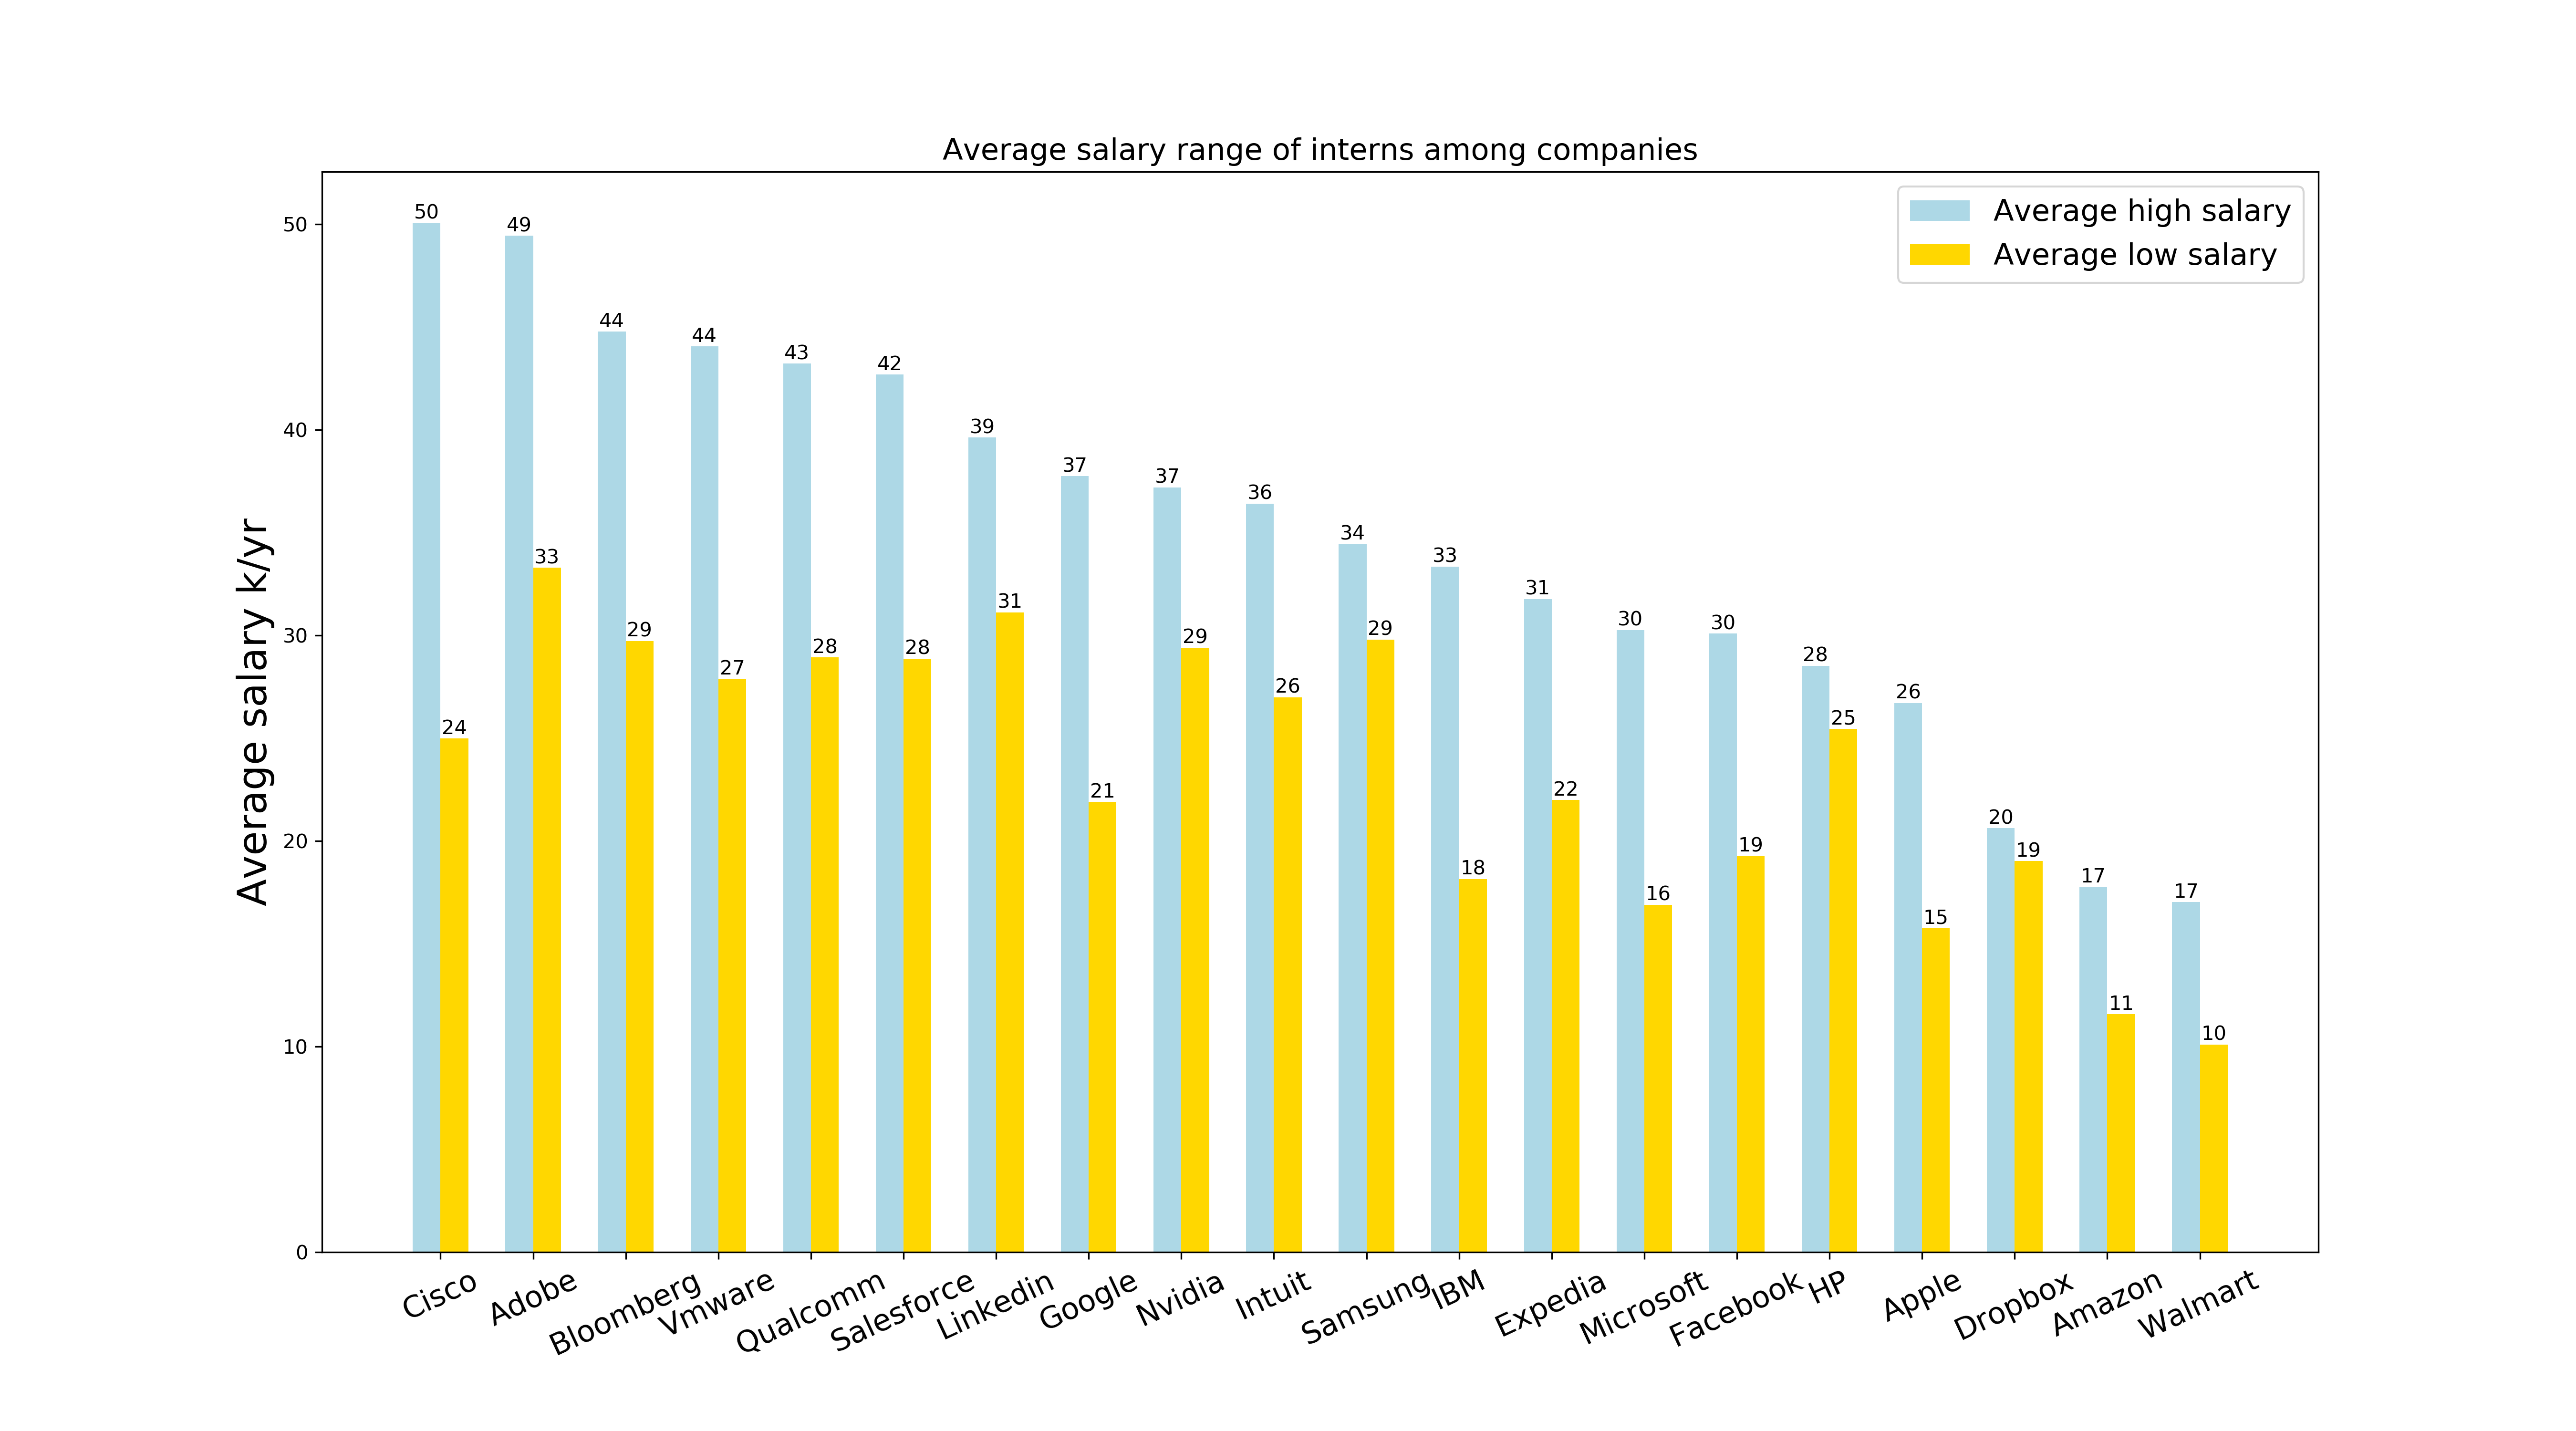 Average salary range of interns among companies
Average high salary
Average low salary
Average salary k/yr
50
40
30
20
10
0
50
24
49
33
44
29
44
27
43
28
42
28
39
31
37
21
37
29
36
26
34
29
33
18
31
22
30
16
30
19
28
25
26
15
20
19
17
11
17
10
Cisco
Adobe
Bloomberg
Vmware
Qualcomm
Salesforce
Linkedin
Google
Nvidia
Intuit
Samsung
IBM
Expedia
Microsoft
Facebook
HP
Apple
Dropbox
Amazon
Walmart